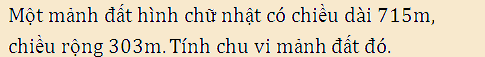 Một mảnh đất hình chữ nhật có chiều dài 715m,
chiều rộng 303m. Tính chu vi mảnh đất đó.